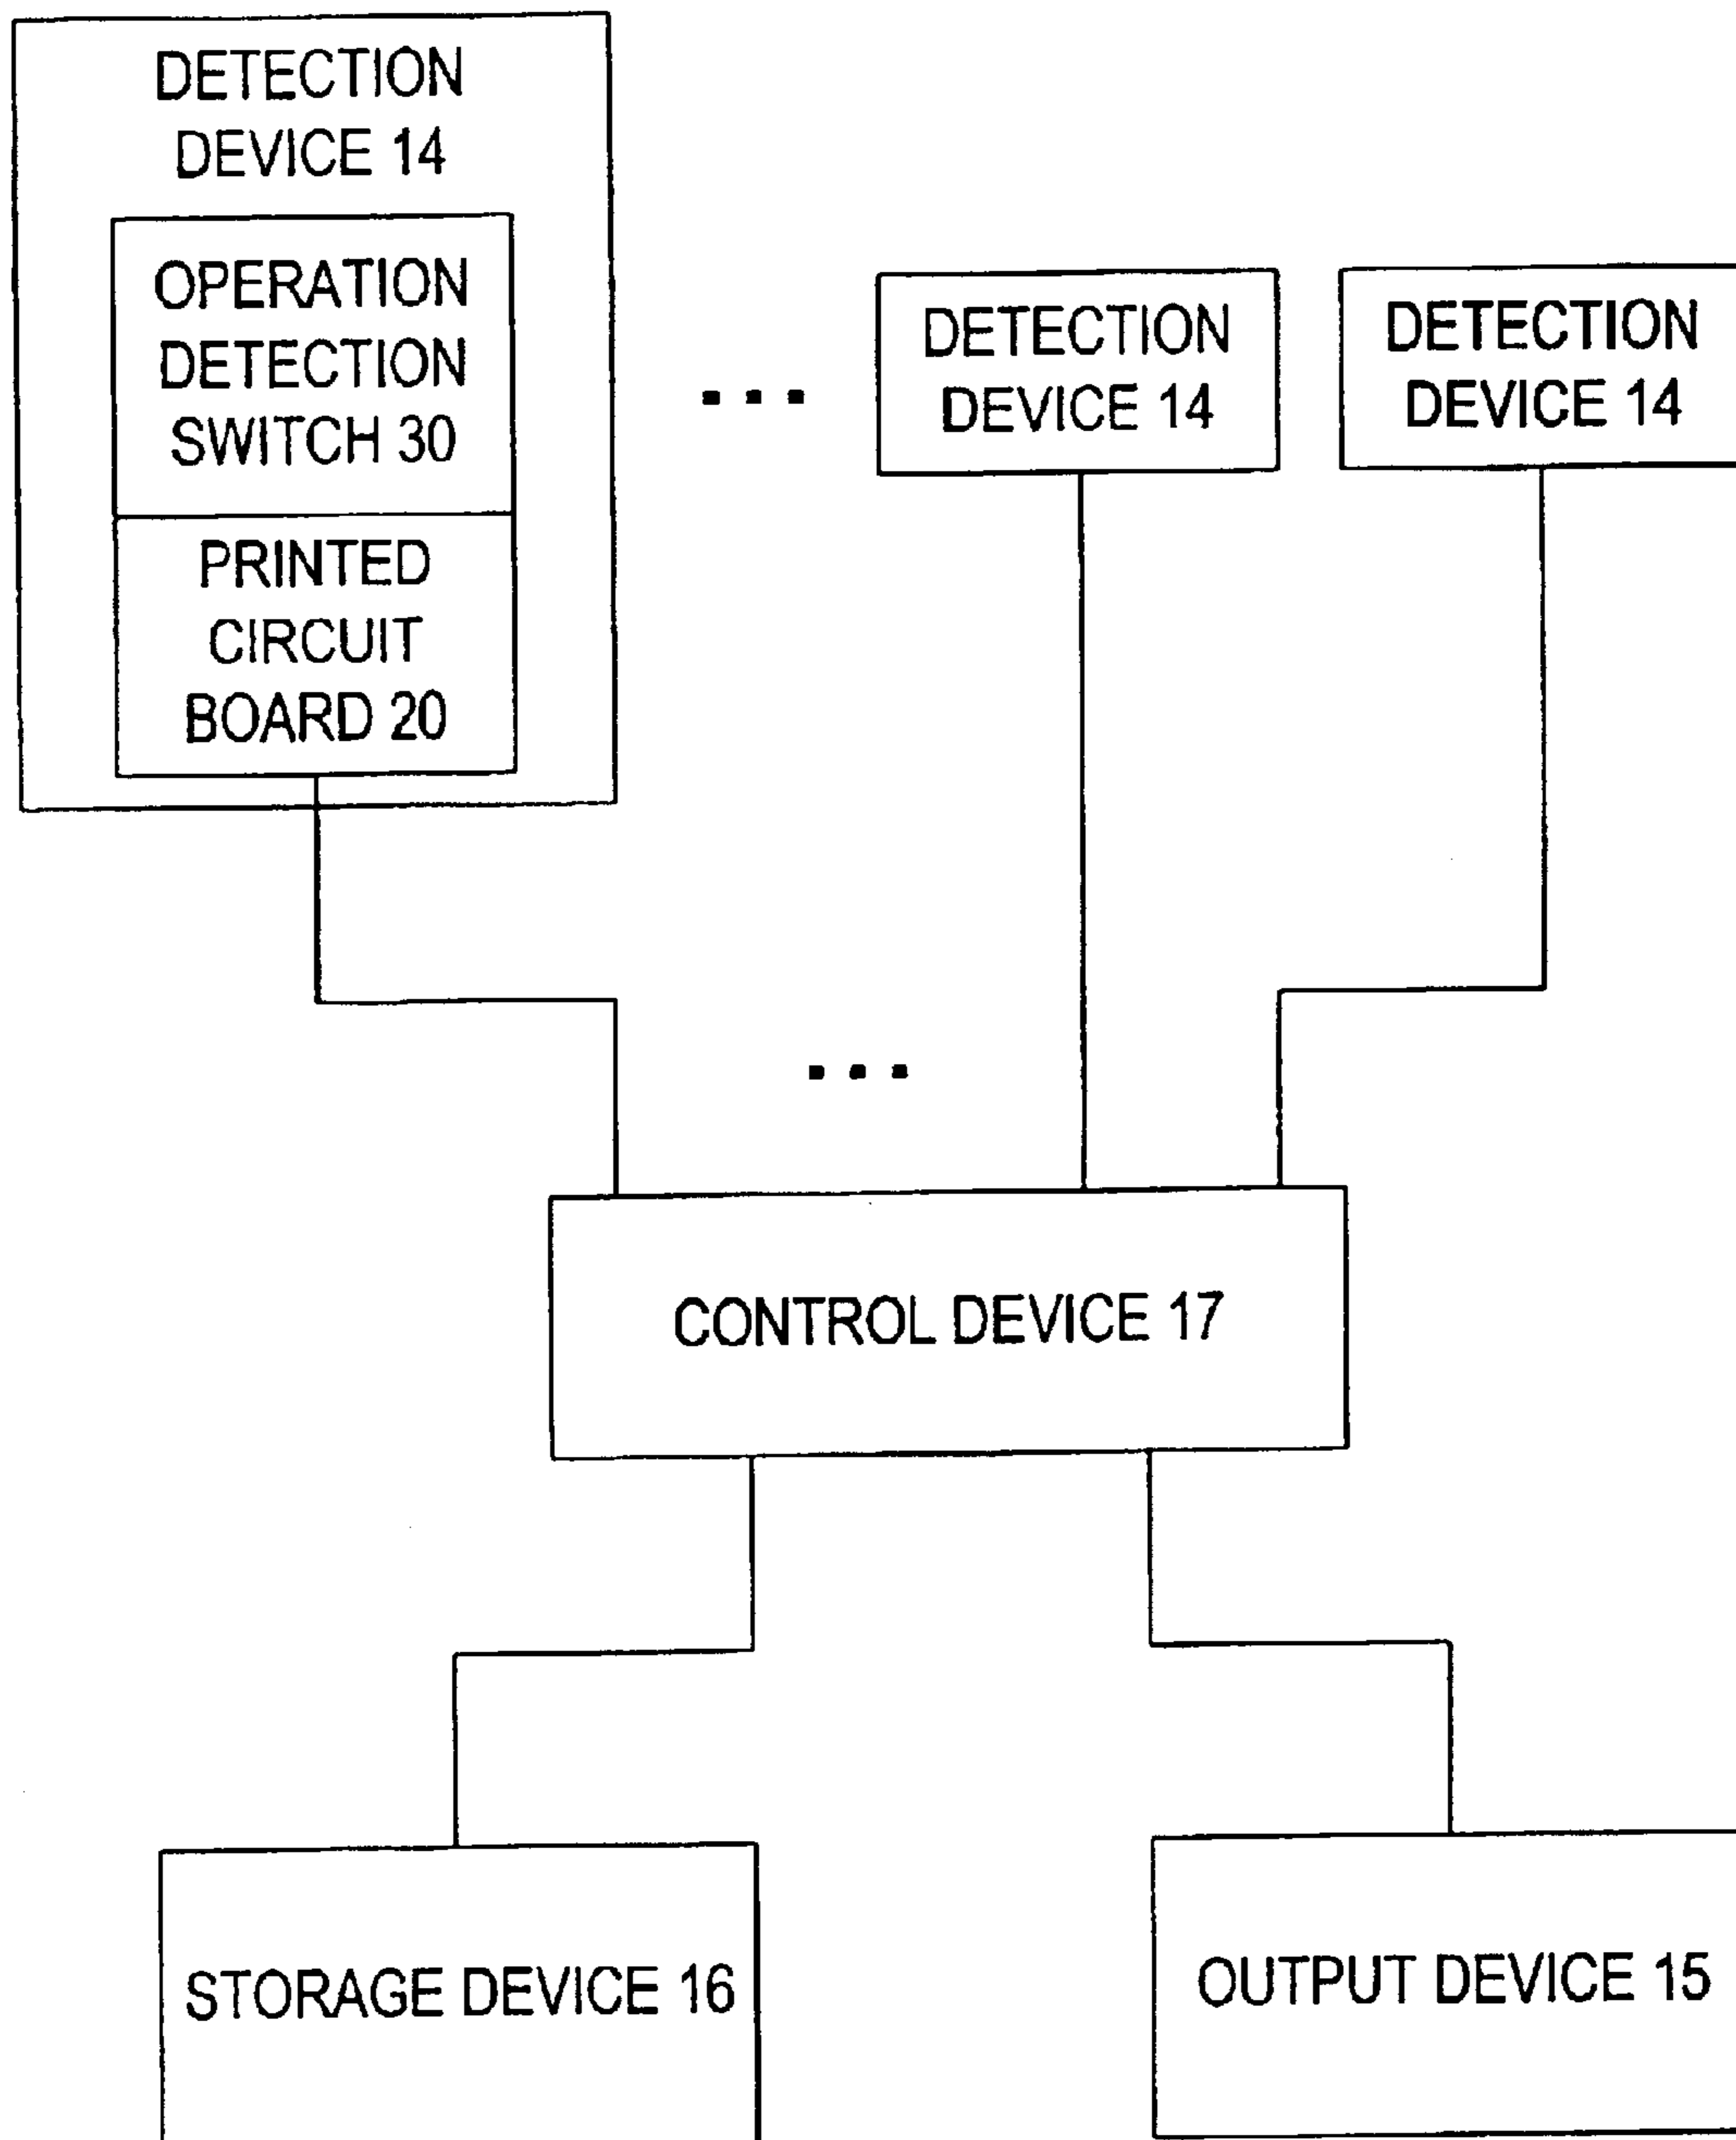 DETECTION
DEVICE 14
OPERATION
DETECTION
SWITCH 30
PRINTED
CIRCUIT
BOARD 20
...
DETECTION
DEVICE 14
DETECTION
DEVICE 14
...
CONTROL DEVICE 17
STORAGE DEVICE 16
OUTPUT DEVICE 15